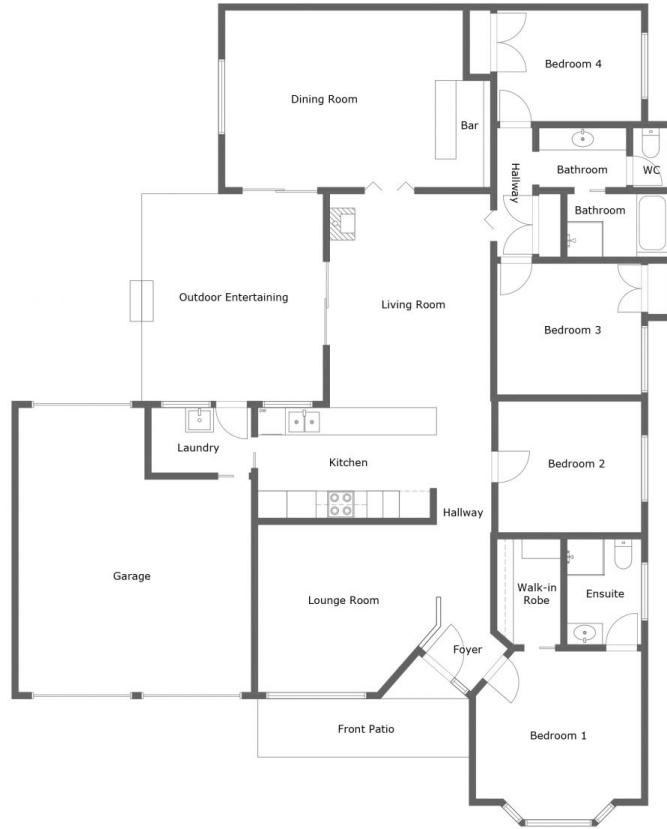 Bedroom 4
Dining Room
Bar
Hallway
Bathroom
WC
Bathroom
Outdoor Entertaining
Living Room
Bedroom 3
Laundry
Kitchen
Bedroom 2
Hallway
Garage
Lounge Room
Walk-in
Robe
Ensuite
Foyer
Front Patio
Bedroom 1